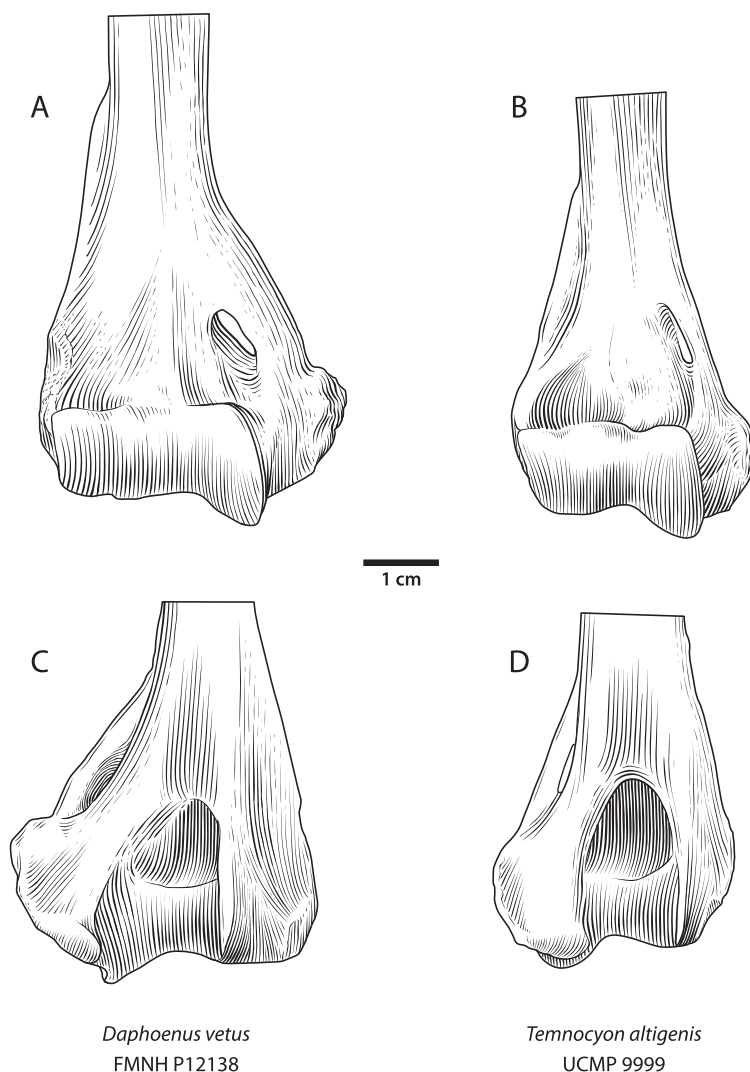 A
B
1 cm
C
D
Daphoenus vetus
FMNH P12138
Temnocyon altigenis
UCMP 9999